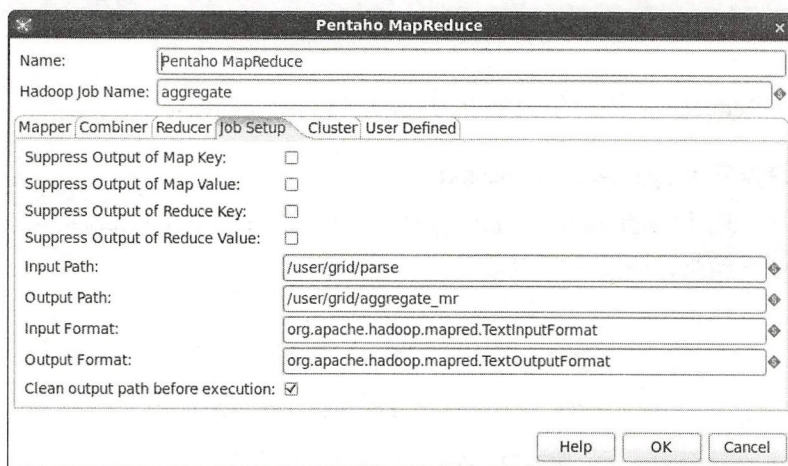 Pentaho MapReduce
Name: Pentaho MapReduce
Hadoop Job Name: aggregate
Mapper Combiner Reducer Job Setup Cluster User Defined
Suppress Output of Map Key:
Suppress Output of Map Value:
Suppress Output of Reduce Key:
Suppress Output of Reduce Value:
Input Path: /user/grid/parse
Output Path: /user/grid/aggregate_mr
Input Format: org.apache.hadoop.mapred.TextInputFormat
Output Format: org.apache.hadoop.mapred.TextOutputFormat
Clean output path before execution:
Help OK Cancel